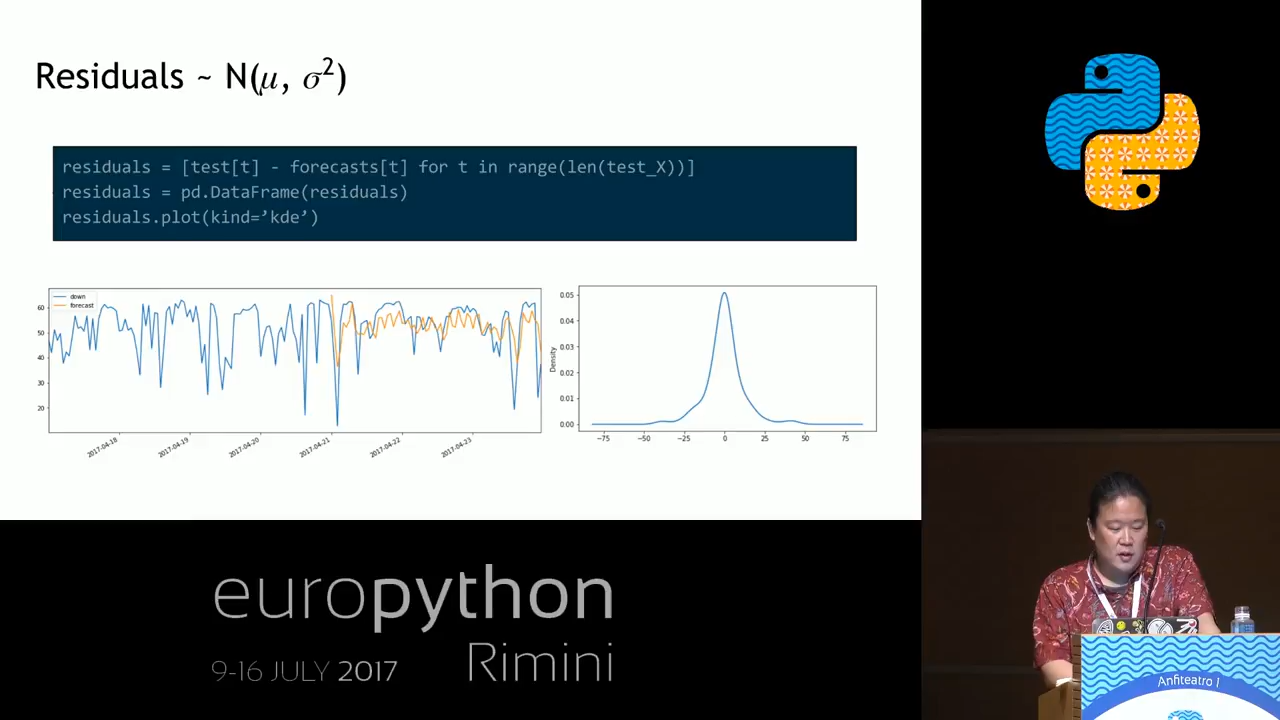 Residuals ~ N(μ, σ²)
residuals = [test[t] - forecasts[t] for t in range(len(test_X))]
residuals = pd.DataFrame(residuals)
residuals.plot(kind=’kde’)
down
forecast
60
50
40
30
20
2017-04-18
2017-04-19
2017-04-20
2017-04-21
2017-04-22
2017-04-23
0.05
0.04
0.03
0.02
0.01
0.00
Density
−75
−50
−25
0
25
50
75
europython
9-16 JULY 2017
Rimini
Anfiteatro 1